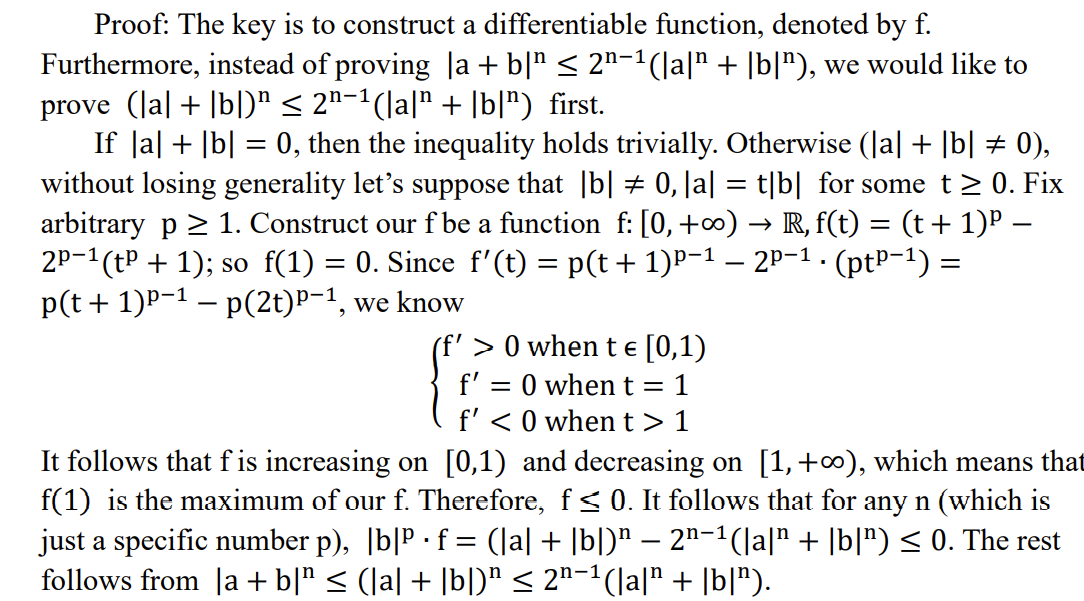 Proof: The key is to construct a differentiable function, denoted by f.
Furthermore, instead of proving |a + b|ⁿ ≤ 2ⁿ⁻¹(|a|ⁿ + |b|ⁿ), we would like to
prove (|a| + |b|)ⁿ ≤ 2ⁿ⁻¹(|a|ⁿ + |b|ⁿ) first.
If |a| + |b| = 0, then the inequality holds trivially. Otherwise (|a| + |b| ≠ 0),
without losing generality let’s suppose that |b| ≠ 0, |a| = t|b| for some t ≥ 0. Fix
arbitrary p ≥ 1. Construct our f be a function f: [0, +∞) → ℝ, f(t) = (t + 1)ᵖ −
2ᵖ⁻¹(tᵖ + 1); so f(1) = 0. Since f′(t) = p(t + 1)ᵖ⁻¹ − 2ᵖ⁻¹ · (ptᵖ⁻¹) =
p(t + 1)ᵖ⁻¹ − p(2t)ᵖ⁻¹, we know
f′ > 0 when t ϵ [0,1)
f′ = 0 when t = 1
f′ < 0 when t > 1
It follows that f is increasing on [0,1) and decreasing on [1, +∞), which means that
f(1) is the maximum of our f. Therefore, f ≤ 0. It follows that for any n (which is
just a specific number p), |b|ᵖ · f = (|a| + |b|)ⁿ − 2ⁿ⁻¹(|a|ⁿ + |b|ⁿ) ≤ 0. The rest
follows from |a + b|ⁿ ≤ (|a| + |b|)ⁿ ≤ 2ⁿ⁻¹(|a|ⁿ + |b|ⁿ).